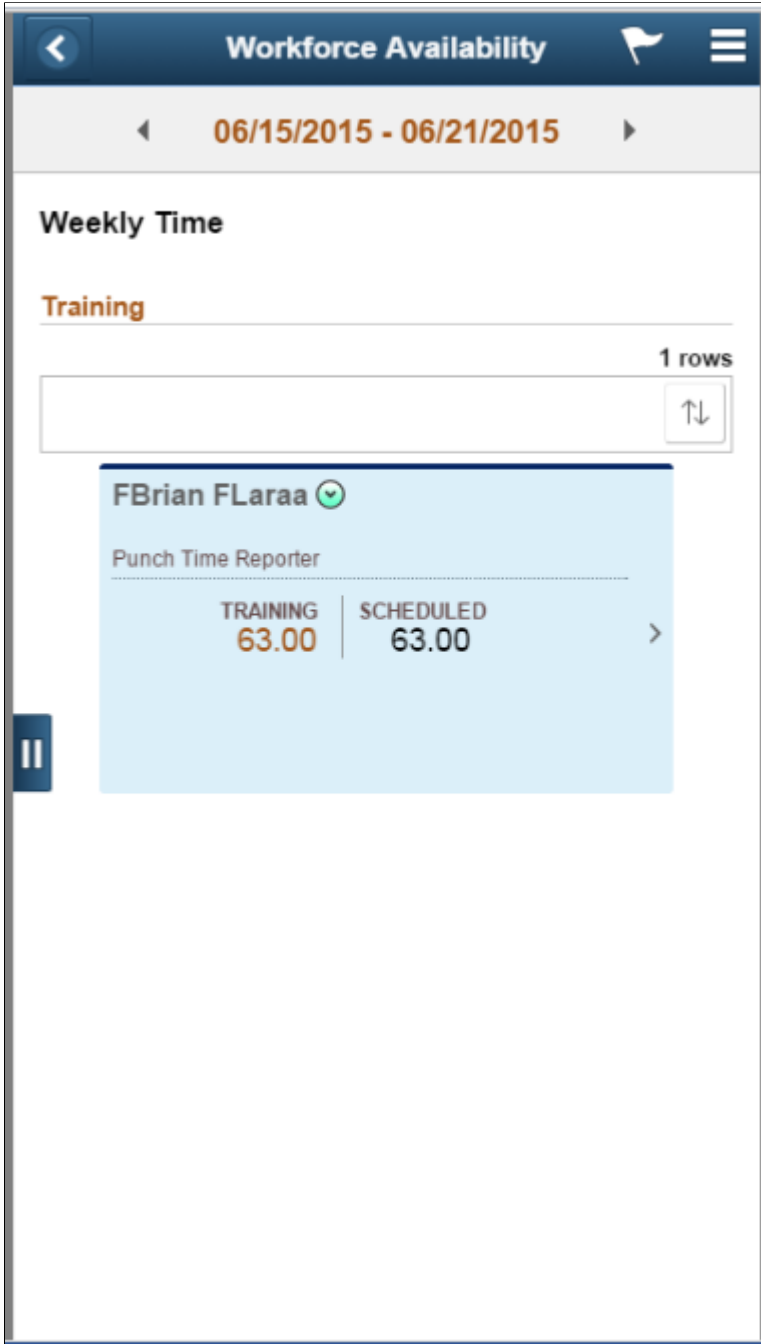 Workforce Availability
06/15/2015 - 06/21/2015
Weekly Time
Training
1 rows
FBrian FLaraa
Punch Time Reporter
TRAINING SCHEDULED
63.00 63.00